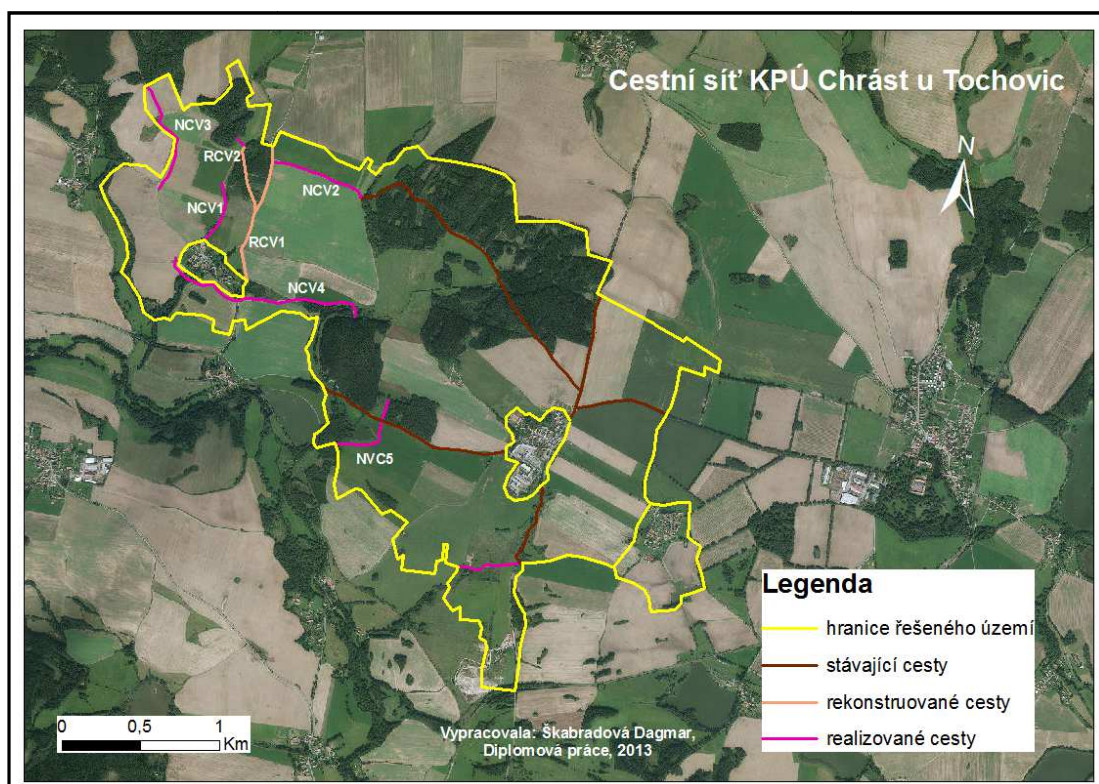 Cestní síť KPÚ Chrást u Tochovic
N
NCV3
RCV2
NCV2
NCV1
RCV1
NCV4
NVC5
Legenda
hranice řešeného území
stávající cesty
rekonstruované cesty
realizované cesty
0 0,5 1
Km
Vypracovala: Škabradová Dagmar,
Diplomová práce, 2013